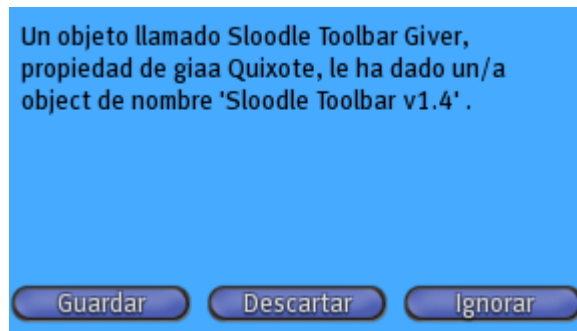 Un objeto llamado Sloodle Toolbar Giver,
propiedad de giaa Quixote, le ha dado un/a
object de nombre 'Sloodle Toolbar v1.4' .
Guardar Descartar Ignorar